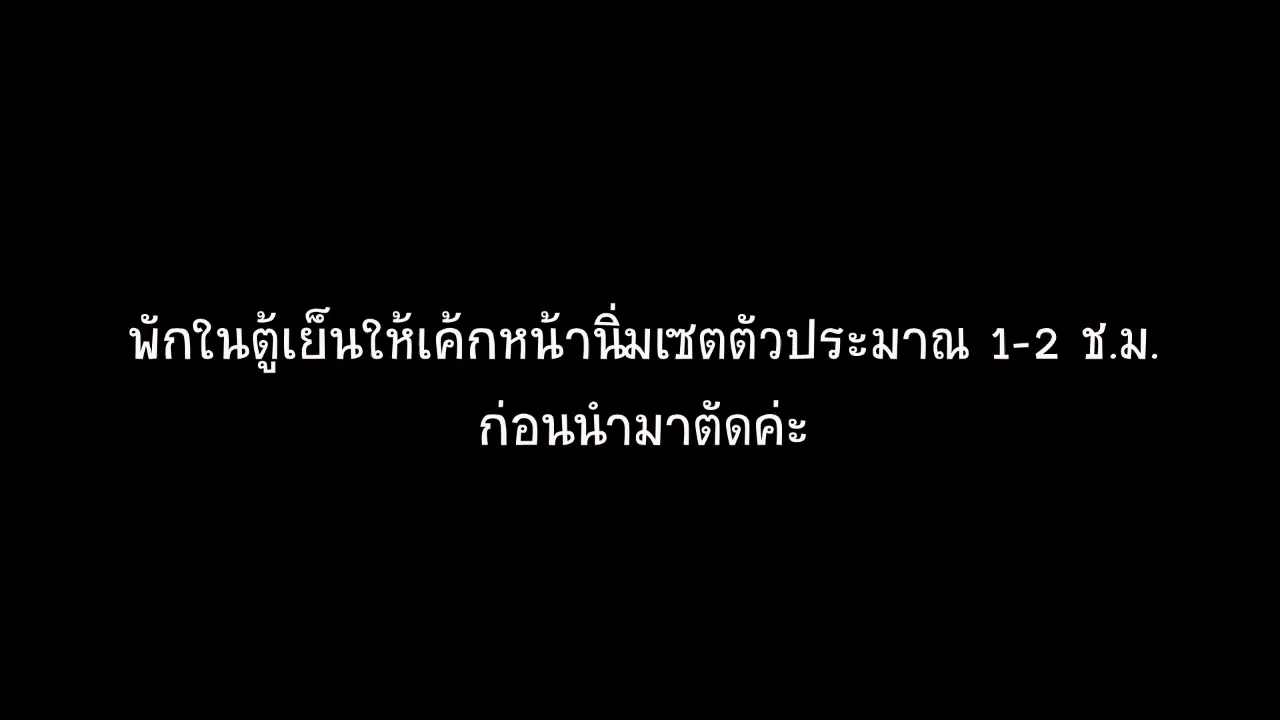 พักในตู้เย็นให้เค้กหน้านิ่มเซตตัวประมาณ 1-2 ช.ม.
ก่อนนำมาตัดค่ะ